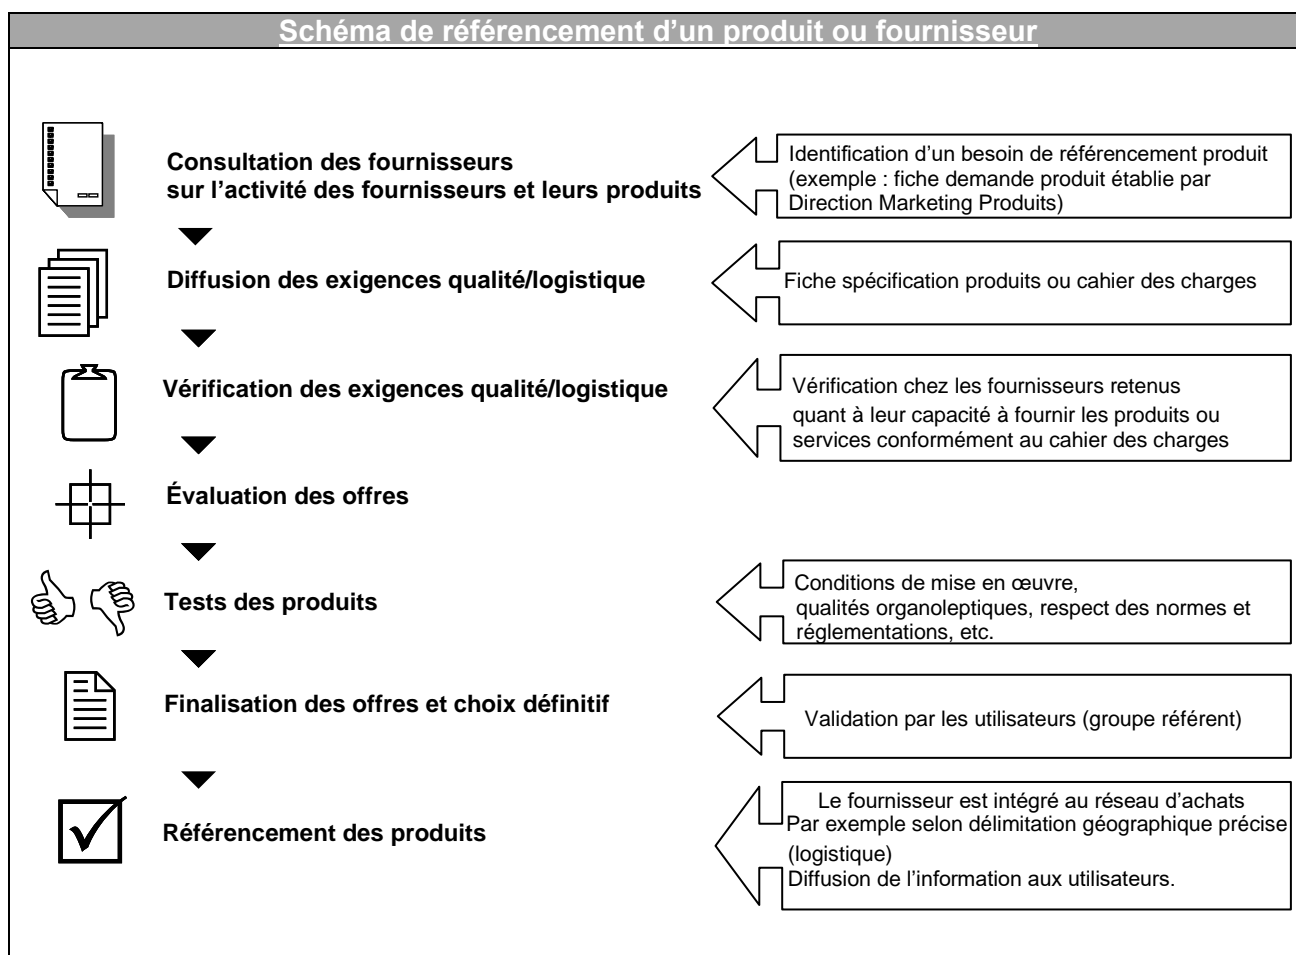 Schéma de référencement d’un produit ou fournisseur
Consultation des fournisseurs
sur l’activité des fournisseurs et leurs produits
Identification d’un besoin de référencement produit
(exemple : fiche demande produit établie par
Direction Marketing Produits)
Diffusion des exigences qualité/logistique
Fiche spécification produits ou cahier des charges
Vérification des exigences qualité/logistique
Vérification chez les fournisseurs retenus
quant à leur capacité à fournir les produits ou
services conformément au cahier des charges
Évaluation des offres
Tests des produits
Conditions de mise en œuvre,
qualités organoleptiques, respect des normes et
réglementations, etc.
Finalisation des offres et choix définitif
Validation par les utilisateurs (groupe référent)
Référencement des produits
Le fournisseur est intégré au réseau d’achats
Par exemple selon délimitation géographique précise
(logistique)
Diffusion de l’information aux utilisateurs.